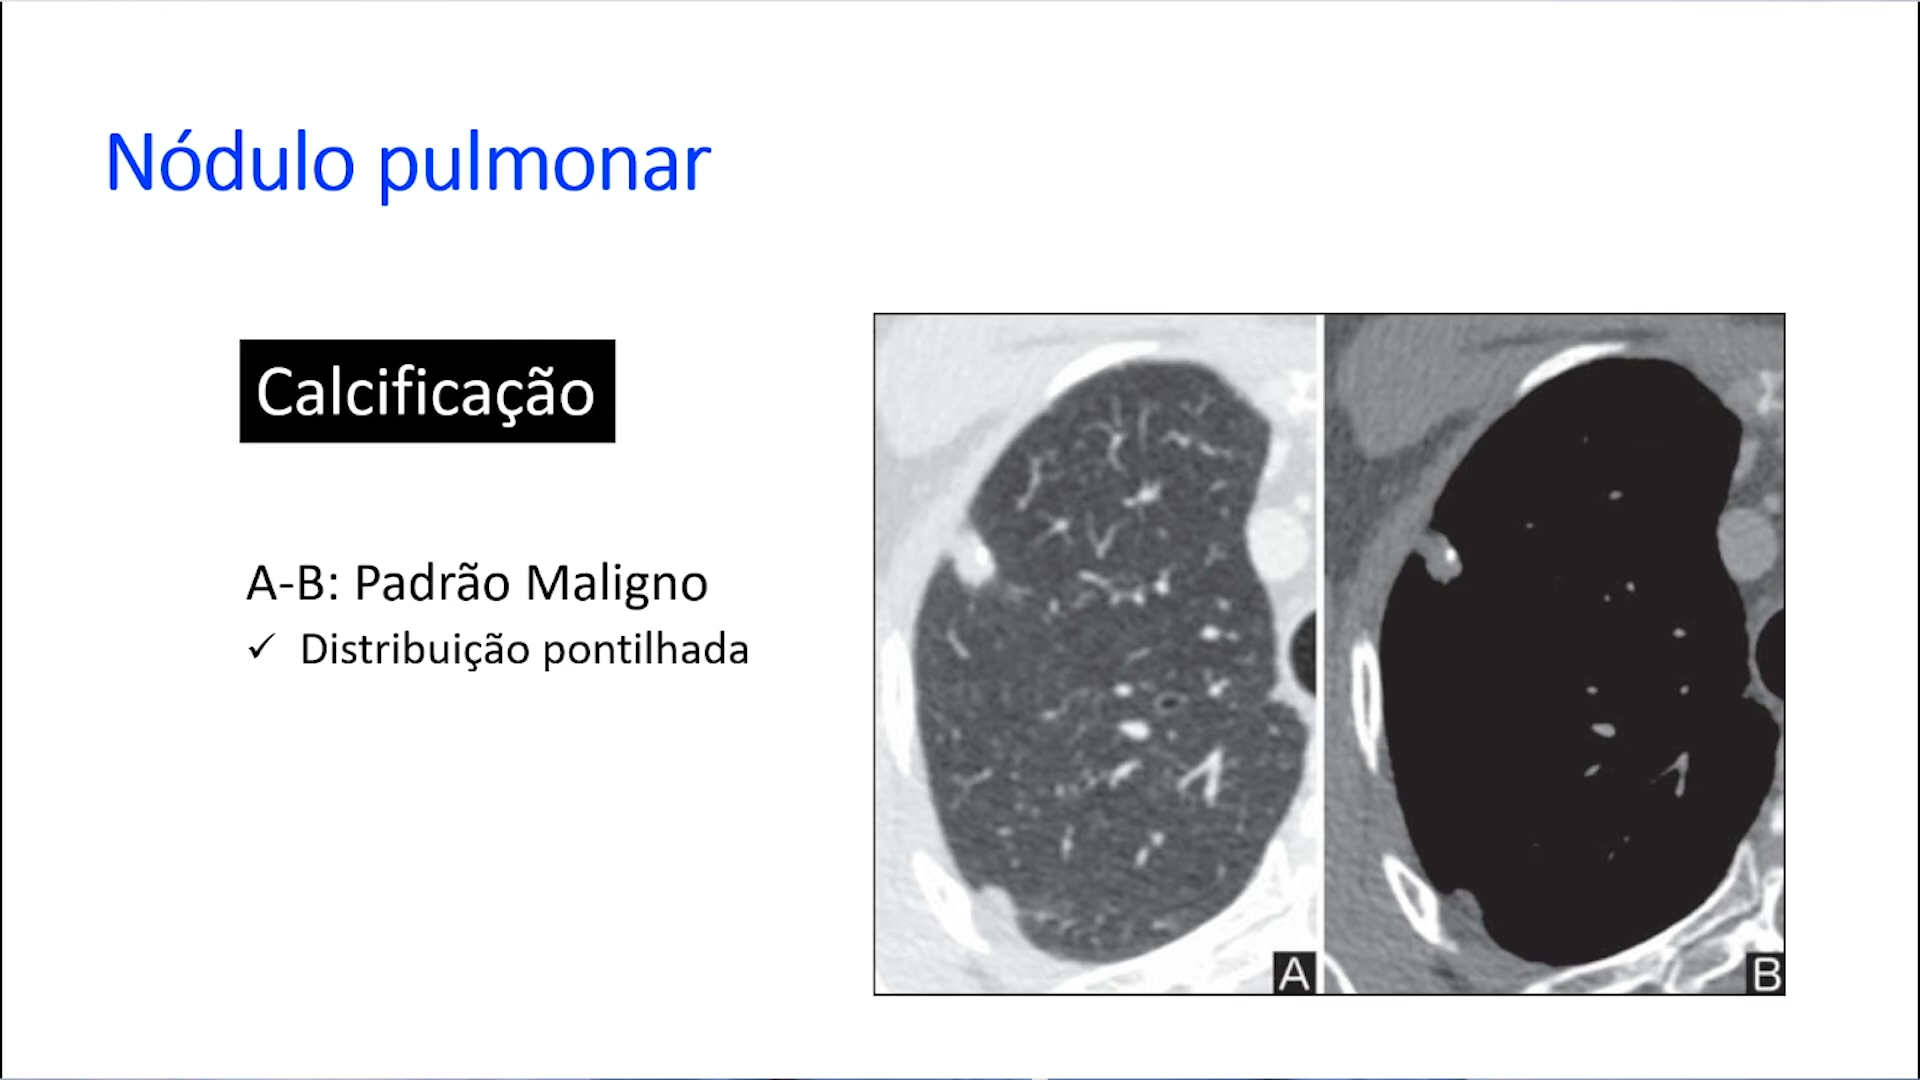 Nódulo pulmonar
Calcificação
A-B: Padrão Maligno
✓ Distribuição pontilhada
A
B